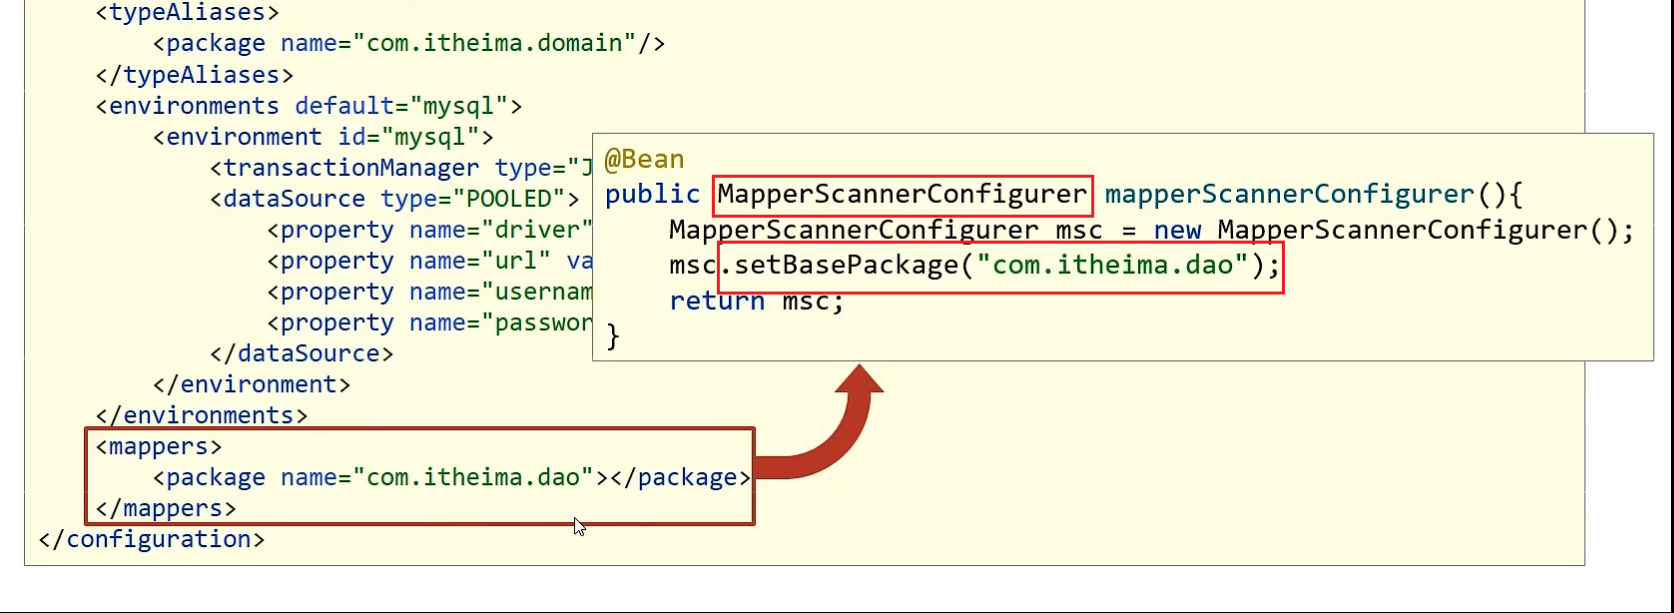 <typeAliases>
<package name="com.itheima.domain"/>
</typeAliases>
<environments default="mysql">
<environment id="mysql">
<transactionManager type="J
<dataSource type="POOLED">
<property name="driver"
<property name="url" va
<property name="usernam
<property name="passwor
</dataSource>
</environment>
</environments>
<mappers>
<package name="com.itheima.dao"></package>
</mappers>
</configuration>
@Bean
public MapperScannerConfigurer mapperScannerConfigurer(){
MapperScannerConfigurer msc = new MapperScannerConfigurer();
msc.setBasePackage("com.itheima.dao");
return msc;
}